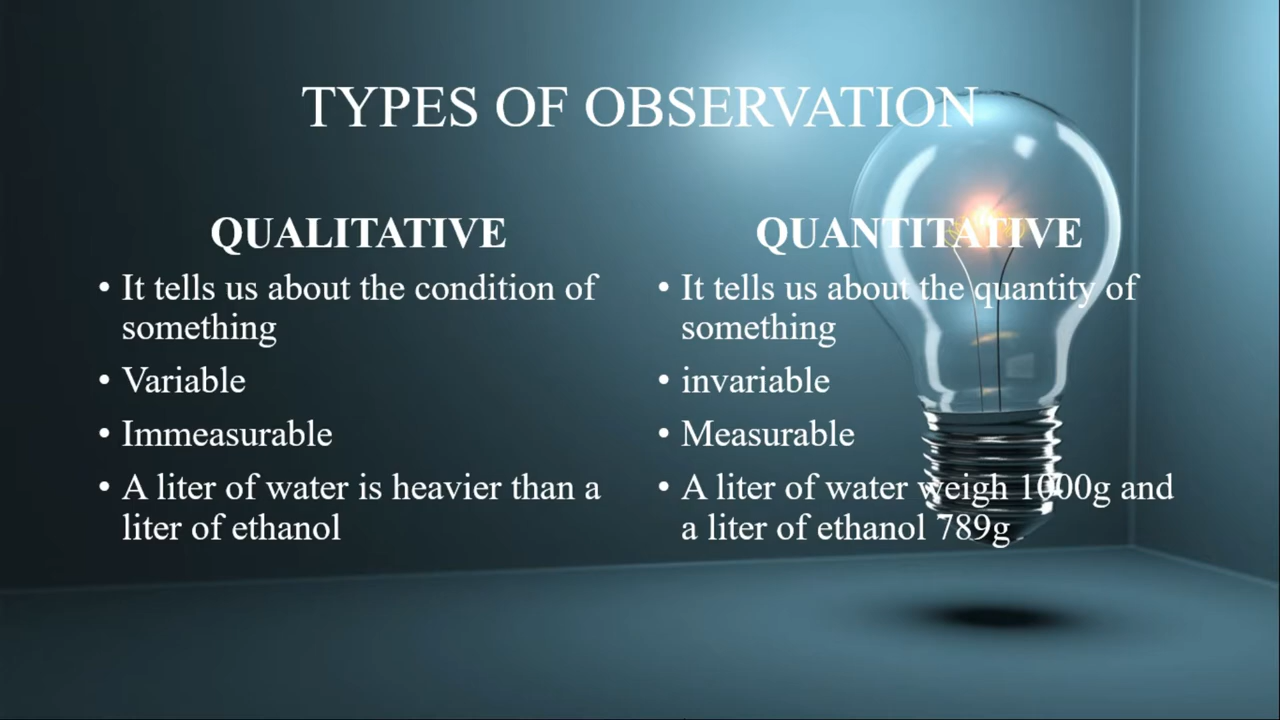 TYPES OF OBSERVATION
QUALITATIVE
• It tells us about the condition of
something
• Variable
• Immeasurable
• A liter of water is heavier than a
liter of ethanol
QUANTITATIVE
• It tells us about the quantity of
something
• invariable
• Measurable
• A liter of water weigh 1000g and
a liter of ethanol 789g